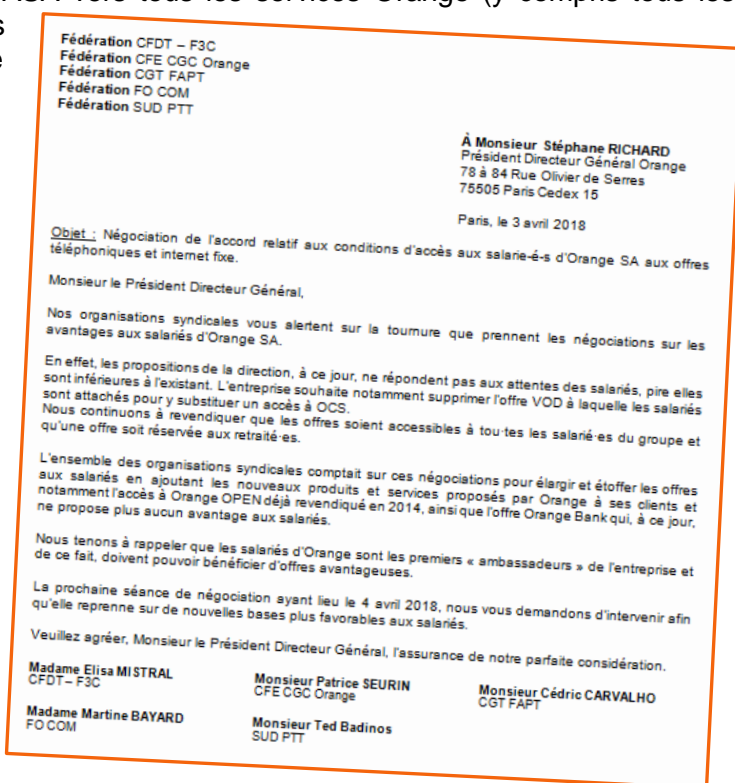 vers tous les services Orange (y compris tous les
s
e
Fédération CFDT – F3C
Fédération CFE CGC Orange
Fédération CGT FAPT
Fédération FO COM
Fédération SUD PTT
À Monsieur Stéphane RICHARD
Président Directeur Général Orange
78 à 84 Rue Olivier de Serres
75505 Paris Cedex 15
Paris, le 3 avril 2018
Objet : Négociation de l'accord relatif aux conditions d'accès aux salarie-é-s d'Orange SA aux offres
téléphoniques et internet fixe.
Monsieur le Président Directeur Général,
Nos organisations syndicales vous alertent sur la tournure que prennent les négociations sur les
avantages aux salariés d'Orange SA.
En effet, les propositions de la direction, à ce jour, ne répondent pas aux attentes des salariés, pire elles
sont inférieures à l'existant. L'entreprise souhaite notamment supprimer l'offre VOD à laquelle les salariés
sont attachés pour y substituer un accès à OCS.
Nous continuons à revendiquer que les offres soient accessibles à tou·tes les salarié·es du groupe et
qu'une offre soit réservée aux retraité·es.
L'ensemble des organisations syndicales comptait sur ces négociations pour élargir et étoffer les offres
aux salariés en ajoutant les nouveaux produits et services proposés par Orange à ses clients et
notamment l'accès à Orange OPEN déjà revendiqué en 2014, ainsi que l'offre Orange Bank qui, à ce jour,
ne propose plus aucun avantage aux salariés.
Nous tenons à rappeler que les salariés d'Orange sont les premiers « ambassadeurs » de l'entreprise et
de ce fait, doivent pouvoir bénéficier d'offres avantageuses.
La prochaine séance de négociation ayant lieu le 4 avril 2018, nous vous demandons d'intervenir afin
qu'elle reprenne sur de nouvelles bases plus favorables aux salariés.
Veuillez agréer, Monsieur le Président Directeur Général, l'assurance de notre parfaite considération.
Madame Elisa MISTRAL Monsieur Patrice SEURIN Monsieur Cédric CARVALHO
CFDT – F3C CFE CGC Orange CGT FAPT
Madame Martine BAYARD Monsieur Ted Badinos
FO COM SUD PTT